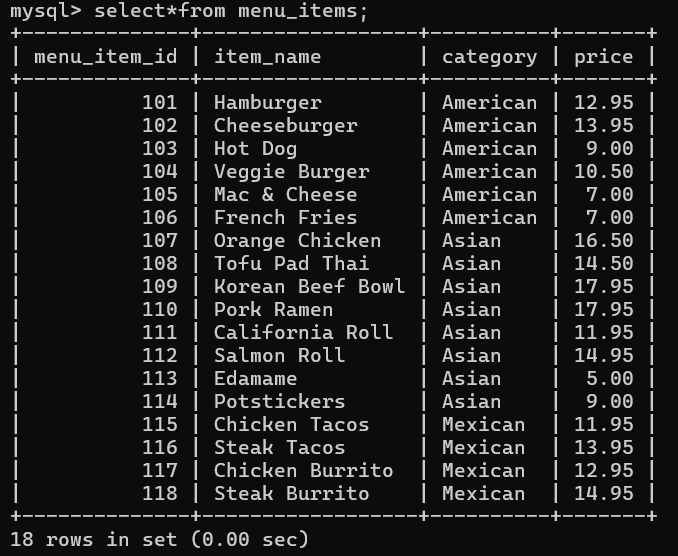 mysql> select*from menu_items;
+--------------+------------------+----------+-------+
| menu_item_id | item_name        | category | price |
+--------------+------------------+----------+-------+
|          101 | Hamburger        | American | 12.95 |
|          102 | Cheeseburger     | American | 13.95 |
|          103 | Hot Dog          | American |  9.00 |
|          104 | Veggie Burger    | American | 10.50 |
|          105 | Mac & Cheese     | American |  7.00 |
|          106 | French Fries     | American |  7.00 |
|          107 | Orange Chicken   | Asian    | 16.50 |
|          108 | Tofu Pad Thai    | Asian    | 14.50 |
|          109 | Korean Beef Bowl | Asian    | 17.95 |
|          110 | Pork Ramen       | Asian    | 17.95 |
|          111 | California Roll  | Asian    | 11.95 |
|          112 | Salmon Roll      | Asian    | 14.95 |
|          113 | Edamame          | Asian    |  5.00 |
|          114 | Potstickers      | Asian    |  9.00 |
|          115 | Chicken Tacos    | Mexican  | 11.95 |
|          116 | Steak Tacos      | Mexican  | 13.95 |
|          117 | Chicken Burrito  | Mexican  | 12.95 |
|          118 | Steak Burrito    | Mexican  | 14.95 |
+--------------+------------------+----------+-------+
18 rows in set (0.00 sec)